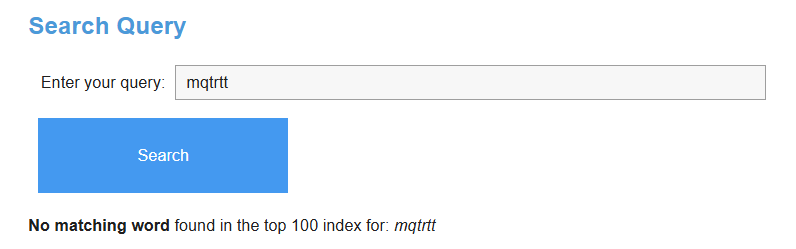 Search Query
Enter your query: mqtrtt
Search
No matching word found in the top 100 index for: mqtrtt